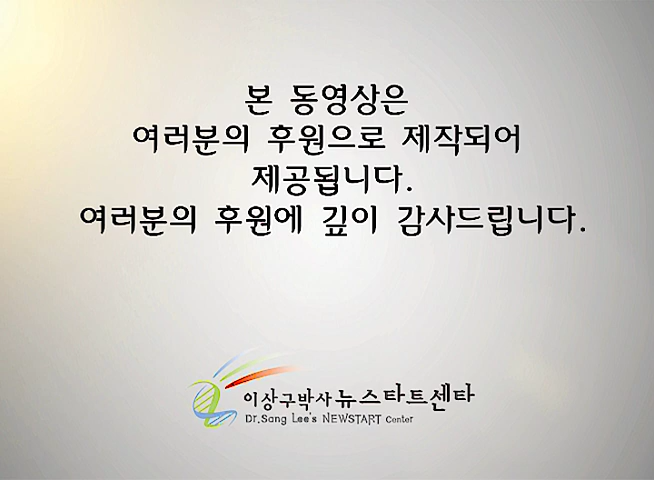 본 동영상은
여러분의 후원으로 제작되어
제공됩니다.
여러분의 후원에 깊이 감사드립니다.
이상구박사 뉴스타트센타
Dr.Sang Lee's NEWSTART Center